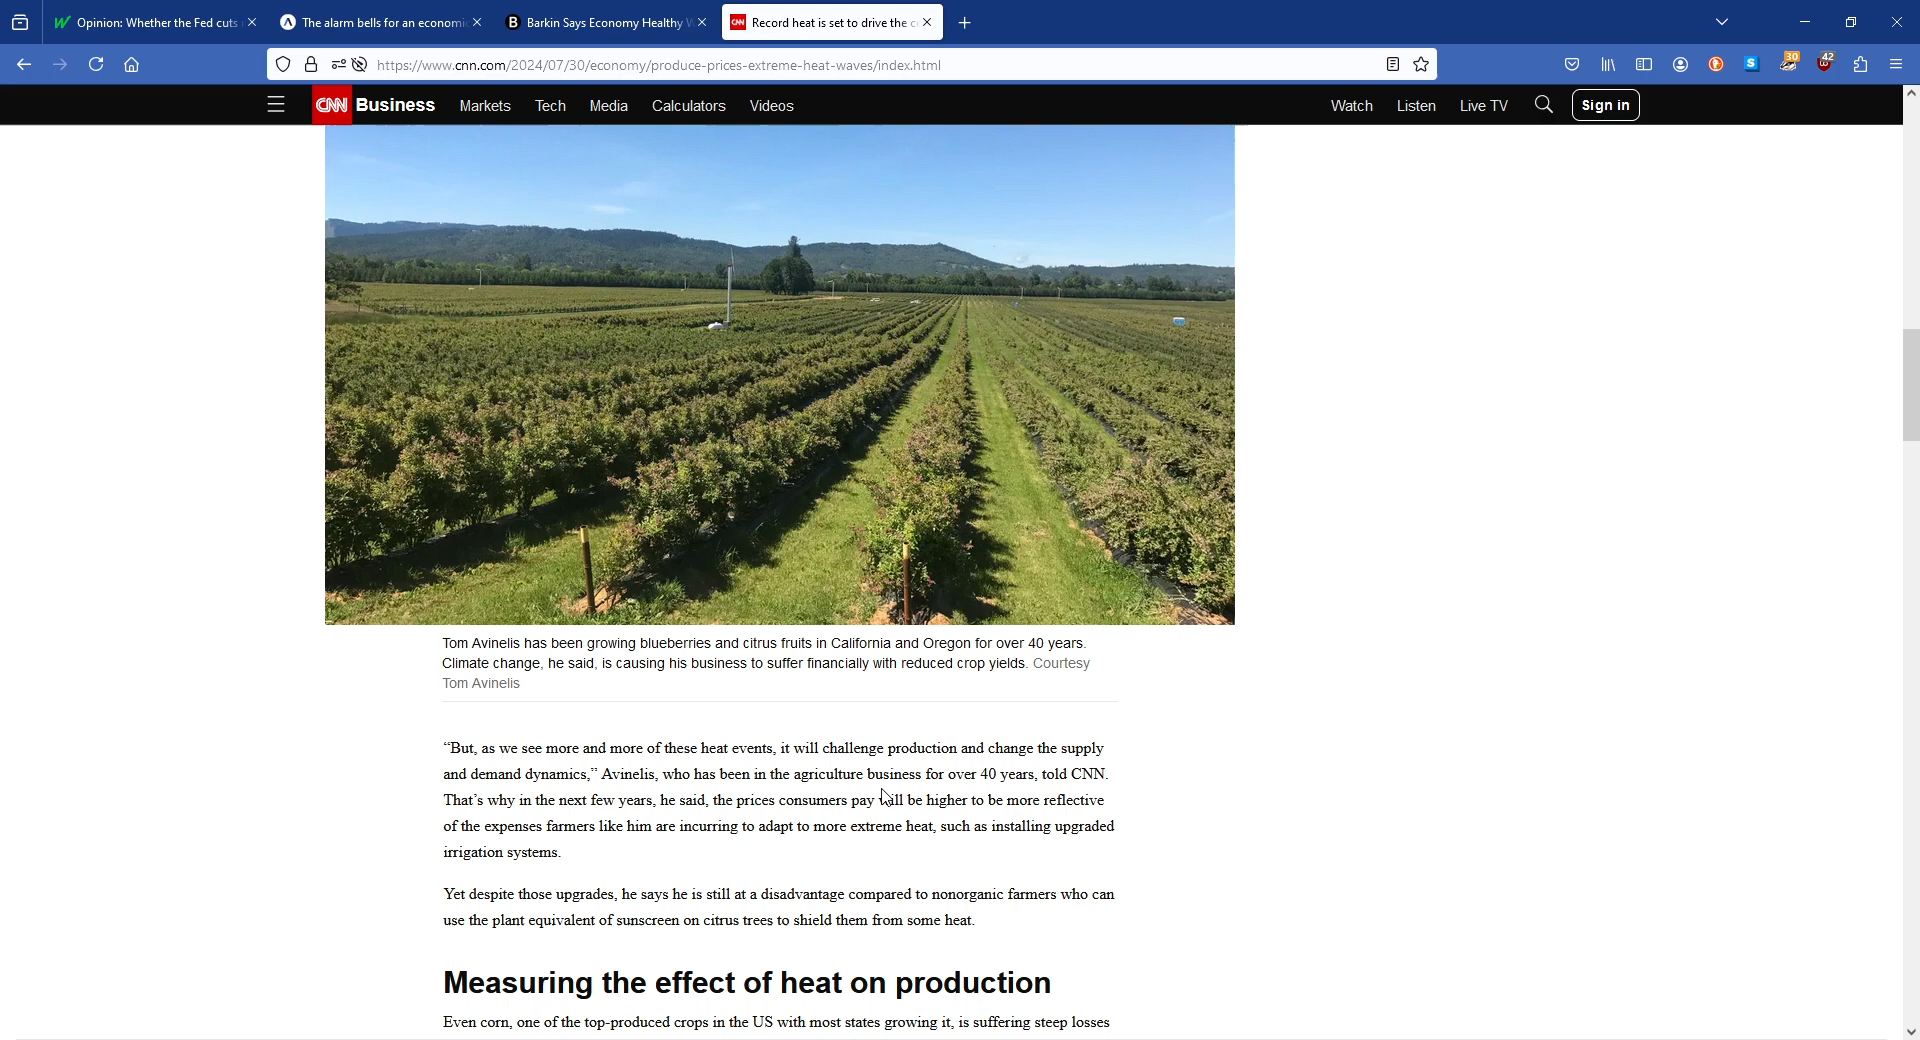 Opinion: Whether the Fed cuts
The alarm bells for an economi
Barkin Says Economy Healthy W
CNN
Record heat is set to drive the c
https://www.cnn.com/2024/07/30/economy/produce-prices-extreme-heat-waves/index.html
S
30
42
CNN Business
Markets
Tech
Media
Calculators
Videos
Watch
Listen
Live TV
Sign in
Tom Avinelis has been growing blueberries and citrus fruits in California and Oregon for over 40 years.
Climate change, he said, is causing his business to suffer financially with reduced crop yields. Courtesy
Tom Avinelis
“But, as we see more and more of these heat events, it will challenge production and change the supply
and demand dynamics,” Avinelis, who has been in the agriculture business for over 40 years, told CNN.
That’s why in the next few years, he said, the prices consumers pay will be higher to be more reflective
of the expenses farmers like him are incurring to adapt to more extreme heat, such as installing upgraded
irrigation systems.
Yet despite those upgrades, he says he is still at a disadvantage compared to nonorganic farmers who can
use the plant equivalent of sunscreen on citrus trees to shield them from some heat.
Measuring the effect of heat on production
Even corn, one of the top-produced crops in the US with most states growing it, is suffering steep losses